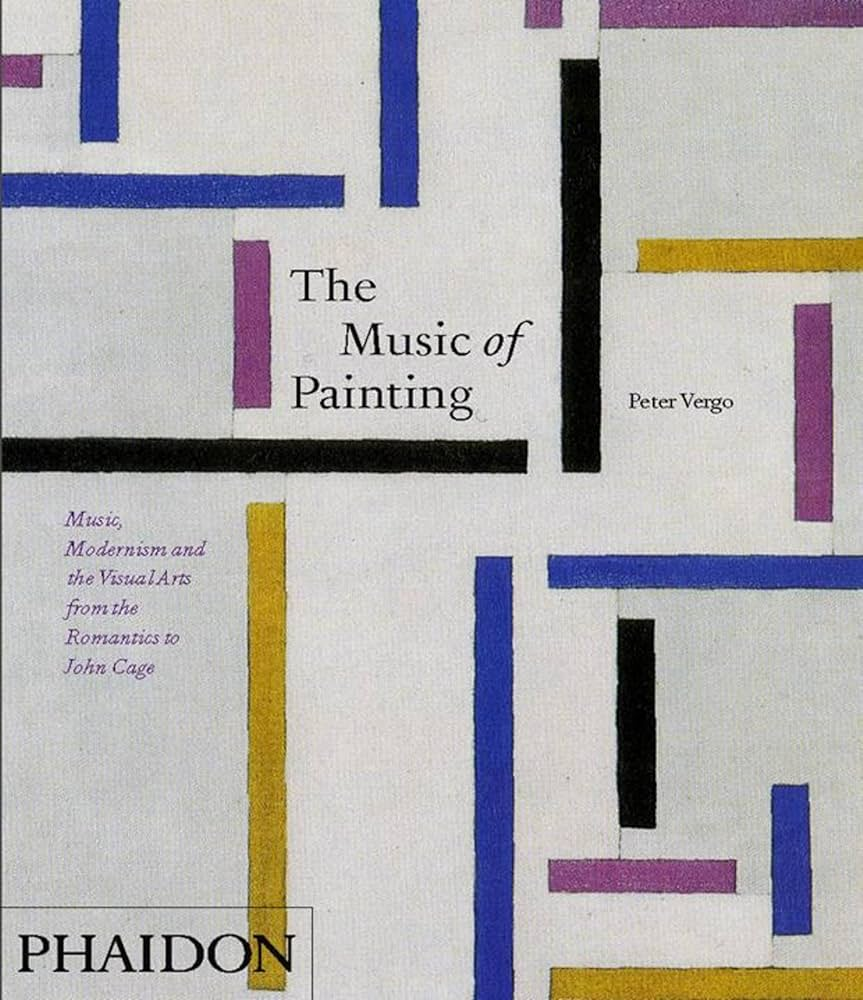 The
Music of
Painting
Peter Vergo
Music,
Modernism and
the Visual Arts
from the
Romantics to
John Cage
PHAIDON